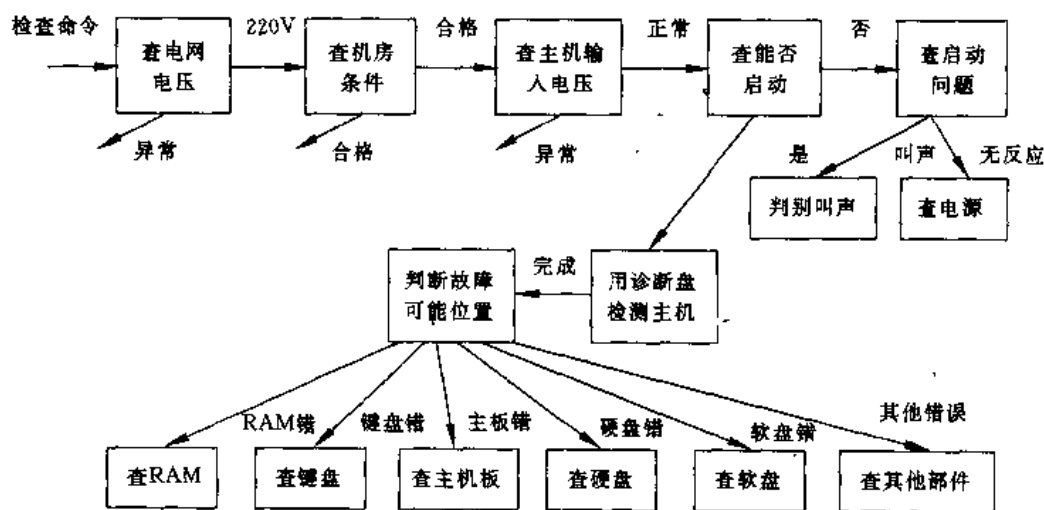 检查命令
查电网
电压
220V
查机房
条件
合格
查主机输
入电压
正常
查能否
启动
否
查启动
问题
异常
合格
异常
是
叫声
无反应
判别叫声
查电源
判断故障
可能位置
完成
用诊断盘
检测主机
RAM错
键盘错
主板错
硬盘错
软盘错
其他错误
查RAM
查键盘
查主机板
查硬盘
查软盘
查其他部件